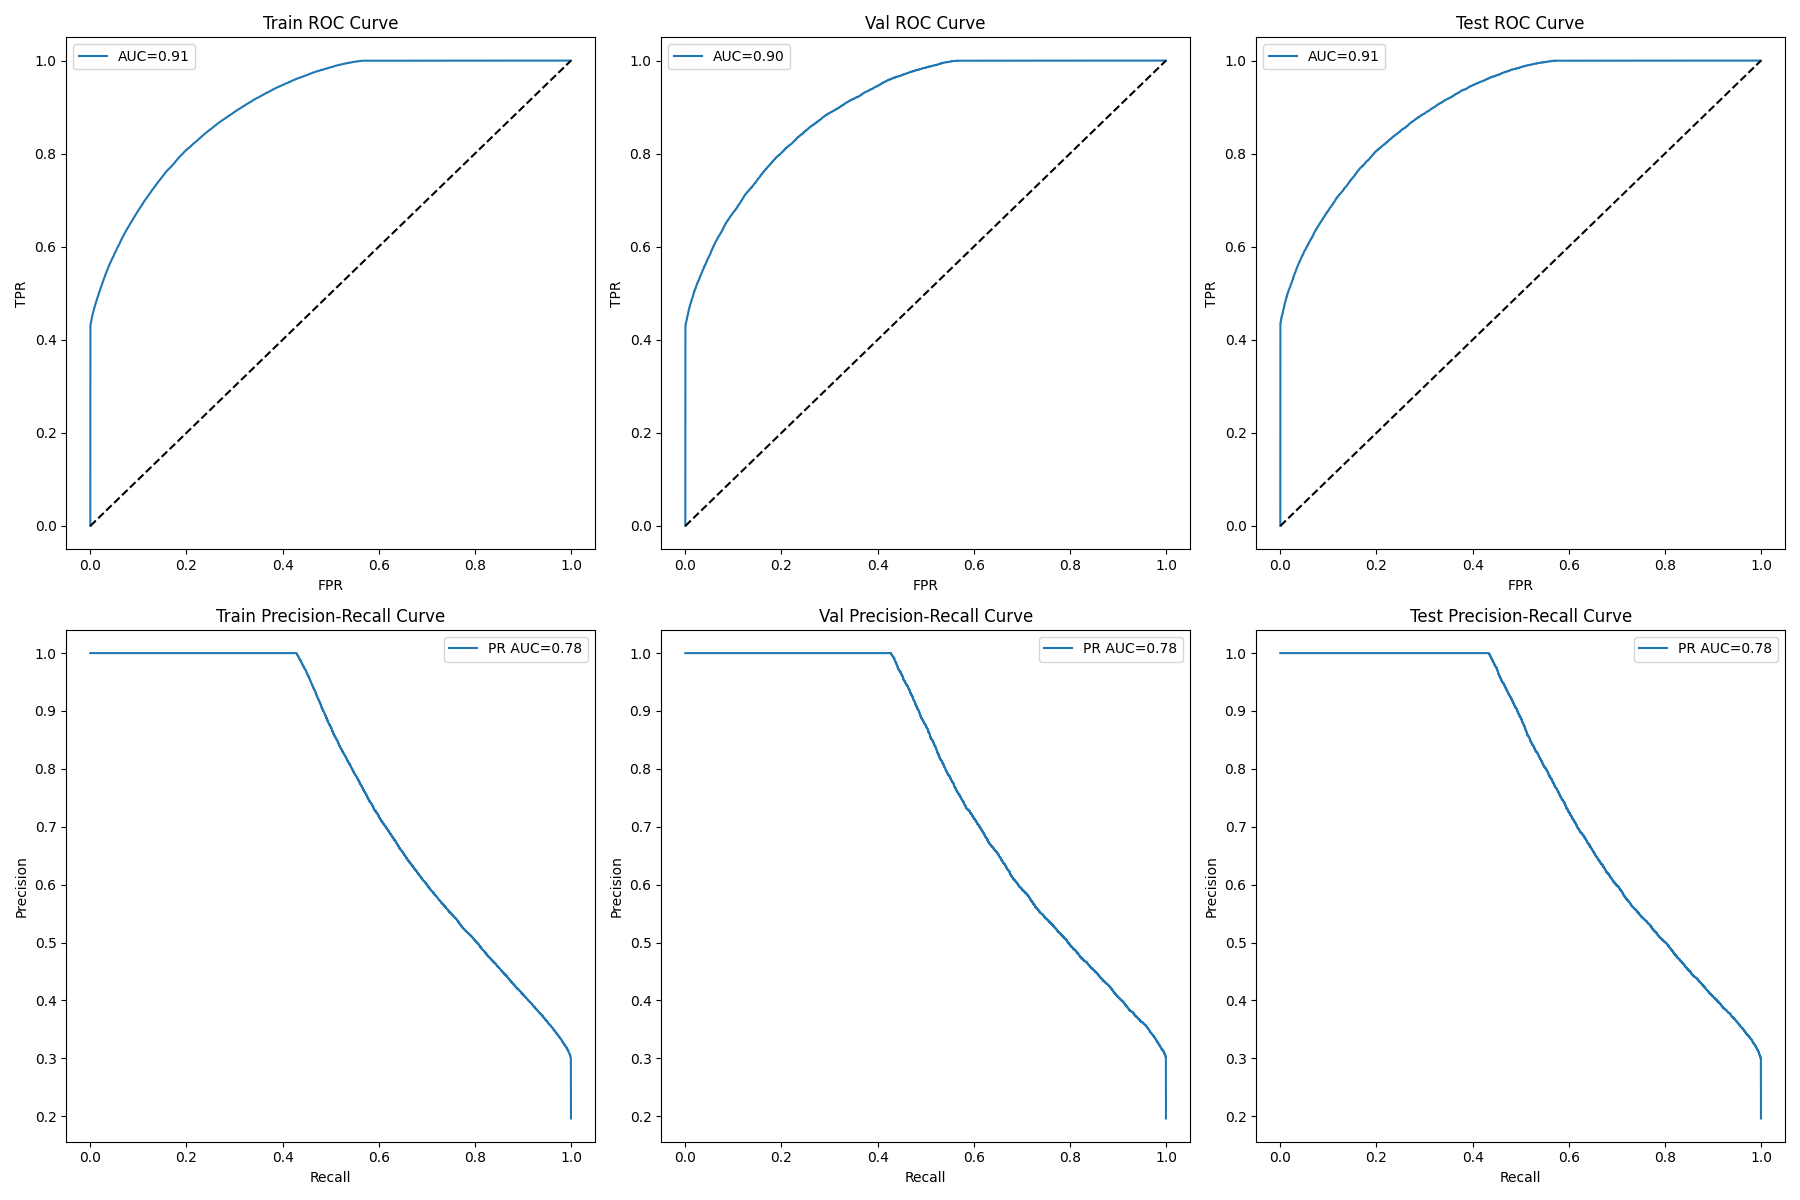 Train ROC Curve
AUC=0.91
1.0
0.8
0.6
0.4
0.2
0.0
TPR
0.0 0.2 0.4 0.6 0.8 1.0
FPR
Val ROC Curve
AUC=0.90
1.0
0.8
0.6
0.4
0.2
0.0
TPR
0.0 0.2 0.4 0.6 0.8 1.0
FPR
Test ROC Curve
AUC=0.91
1.0
0.8
0.6
0.4
0.2
0.0
TPR
0.0 0.2 0.4 0.6 0.8 1.0
FPR
Train Precision-Recall Curve
PR AUC=0.78
1.0
0.9
0.8
0.7
0.6
0.5
0.4
0.3
0.2
Precision
0.0 0.2 0.4 0.6 0.8 1.0
Recall
Val Precision-Recall Curve
PR AUC=0.78
1.0
0.9
0.8
0.7
0.6
0.5
0.4
0.3
0.2
Precision
0.0 0.2 0.4 0.6 0.8 1.0
Recall
Test Precision-Recall Curve
PR AUC=0.78
1.0
0.9
0.8
0.7
0.6
0.5
0.4
0.3
0.2
Precision
0.0 0.2 0.4 0.6 0.8 1.0
Recall